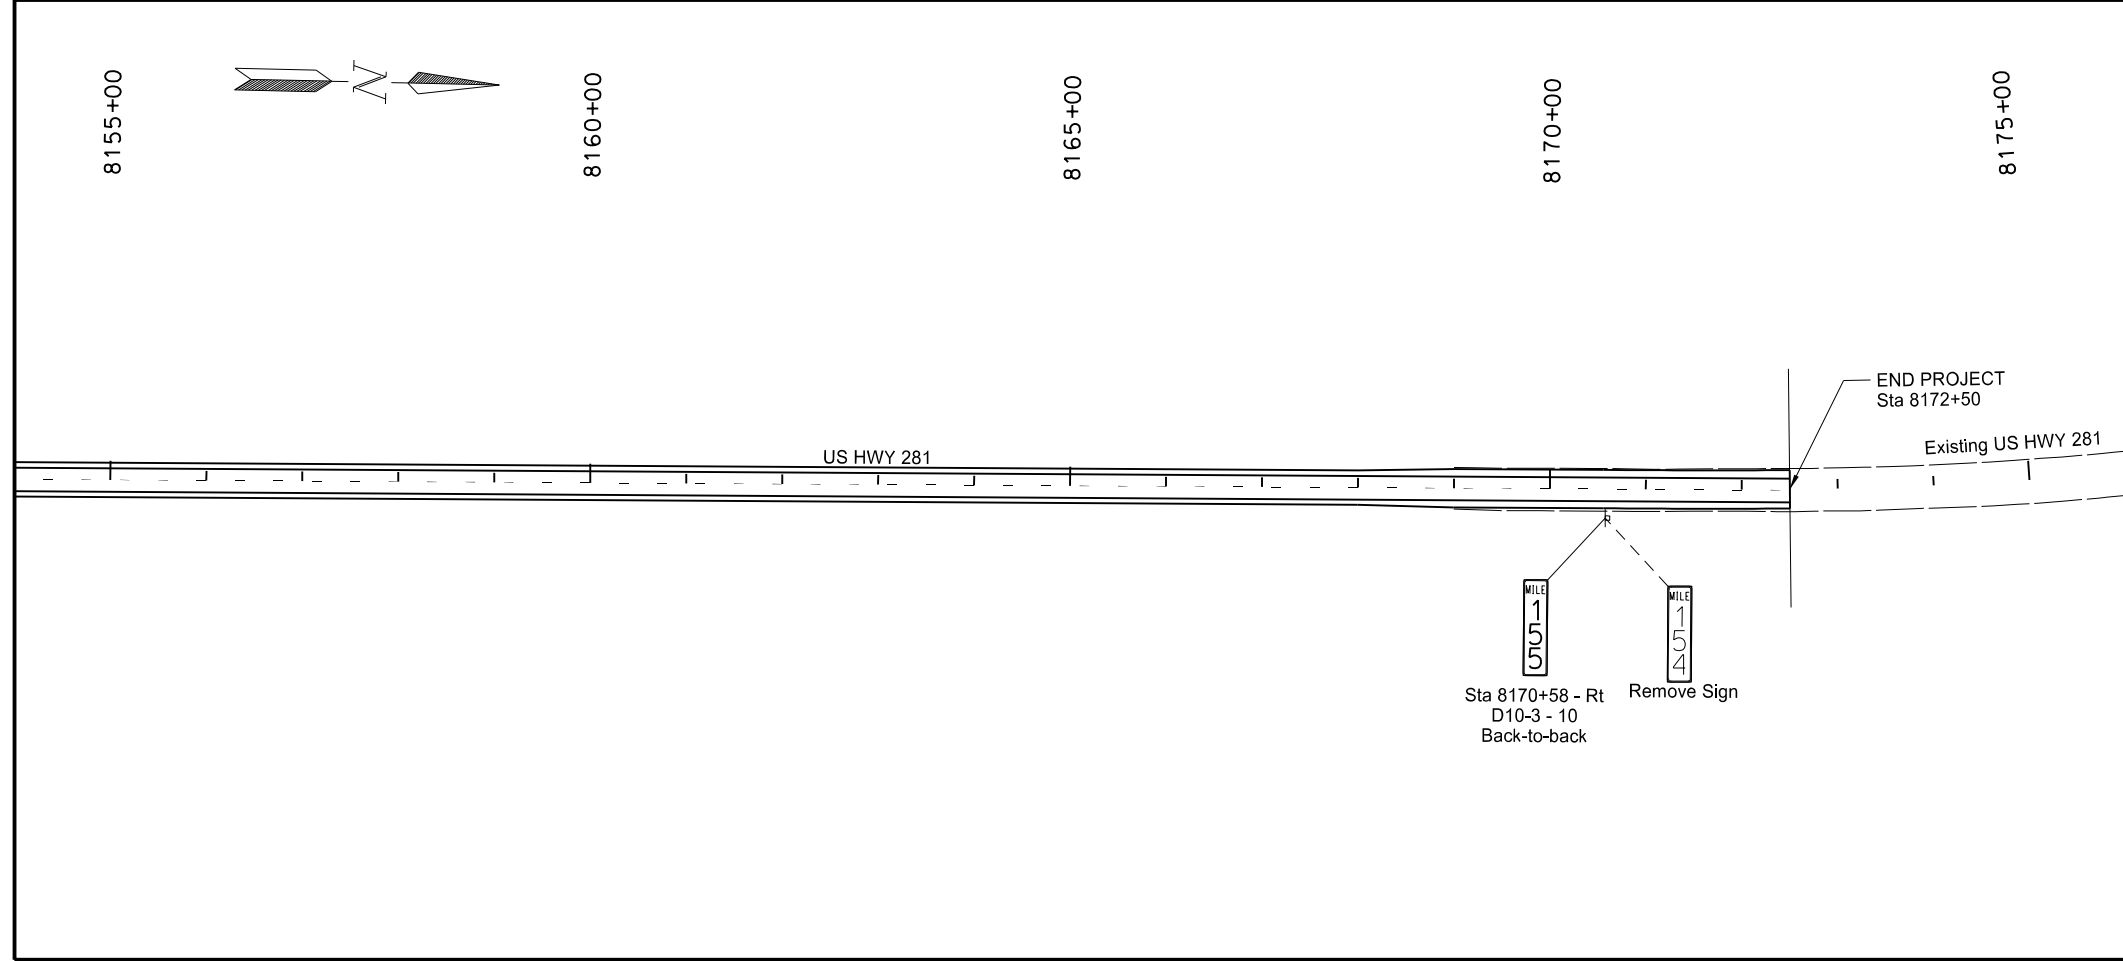 8155+00
N
8160+00
8165+00
8170+00
8175+00
END PROJECT
Sta 8172+50
Existing US HWY 281
US HWY 281
MILE
1
5
5
Sta 8170+58 - Rt
D10-3 - 10
Back-to-back
MILE
1
5
4
Remove Sign